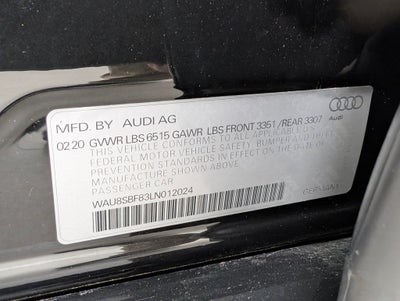 MFD. BY AUDI AG
02 20 GVWR LBS 6515 GAWR LBS FRONT 3351 /REAR 3307
THIS VEHICLE CONFORMS TO ALL APPLICABLE U.S.
FEDERAL MOTOR VEHICLE SAFETY BUMPER AND THEFT
PREVENTION STANDARDS IN EFFECT ON THE DATE OF
MANUFACTURE SHOWN ABOVE.
PASSENGER CAR
WAU8SBF83LN012024
GERMANY
Audi